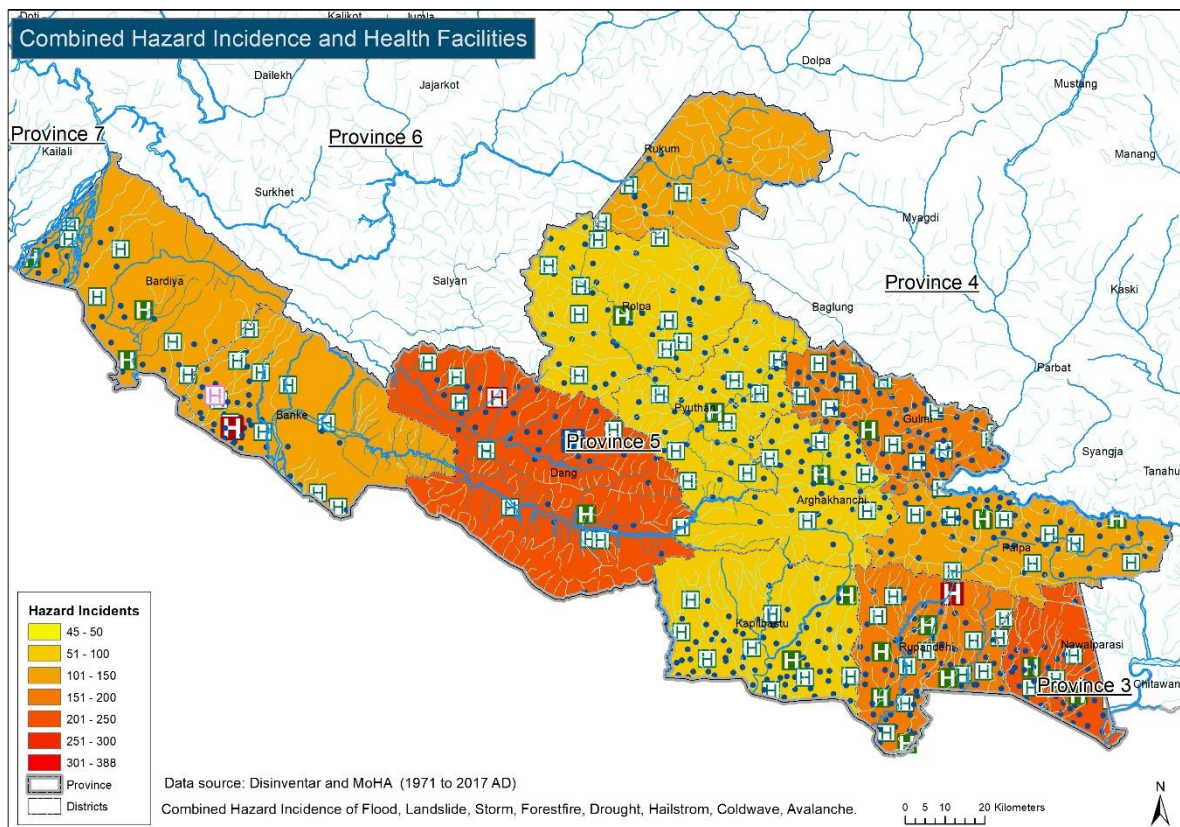 Combined Hazard Incidence and Health Facilities
Doti
Kalikot
Jumla
Dolpa
Dailekh
Jajarkot
Mustang
Province 7
Kailali
Province 6
Rukum
Manang
Surkhet
Myagdi
Salyan
Province 4
Bardiya
Kaski
Rolpa
Baglung
Parbat
Banke
Pyuthan
Gulmi
Province 5
Dang
Syangja
Tanahu
Arghakhanchi
Palpa
Kapilbastu
Rupandehi
Nawalparasi
Province 3
Chitawan
Hazard Incidents
45 - 50
51 - 100
101 - 150
151 - 200
201 - 250
251 - 300
301 - 388
Province
Districts
Data source: Disinventar and MoHA (1971 to 2017 AD)
Combined Hazard Incidence of Flood, Landslide, Storm, Forestfire, Drought, Hailstrom, Coldwave, Avalanche.
0 5 10 20 Kilometers
N